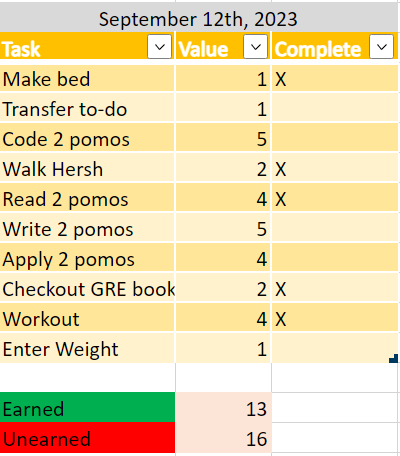 September 12th, 2023
Task Value Complete
Make bed 1 X
Transfer to-do 1
Code 2 pomos 5
Walk Hersh 2 X
Read 2 pomos 4 X
Write 2 pomos 5
Apply 2 pomos 4
Checkout GRE book 2 X
Workout 4 X
Enter Weight 1
Earned 13
Unearned 16